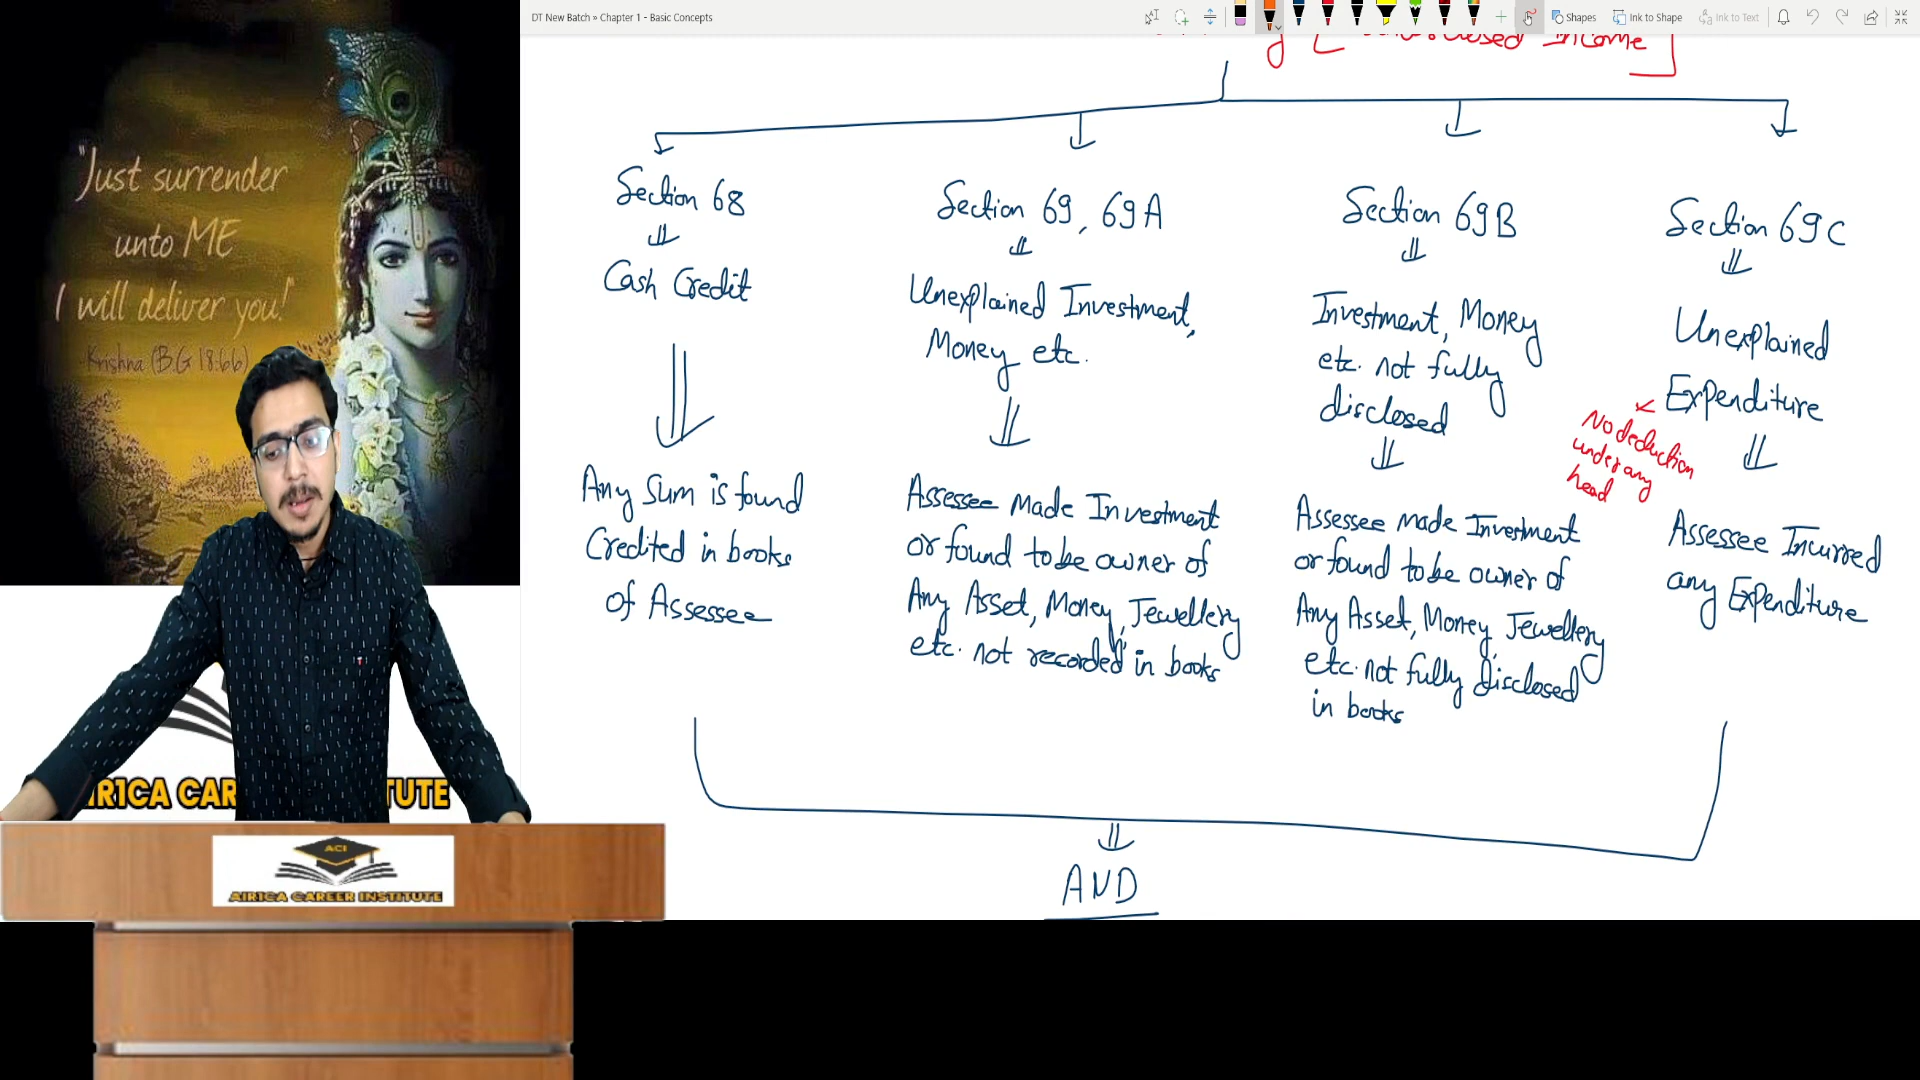 DT New Batch » Chapter 1 - Basic Concepts
Shapes
Ink to Shape
Ink to Text
Income
"Just surrender
unto ME
I will deliver you!"
- Krishna (B.G 18:66)
Section 68
Cash Credit
Any Sum is found
Credited in books
of Assessee
Section 69, 69A
Unexplained Investment,
Money etc.
Assessee Made Investment
or found to be owner of
Any Asset, Money, Jewellery
etc. not recorded in books
Section 69B
Investment, Money
etc. not fully
disclosed
Assessee made Investment
or found to be owner of
Any Asset, Money, Jewellery
etc. not fully disclosed
in books
Section 69C
Unexplained
Expenditure
No deduction
under any
head
Assessee Incurred
any Expenditure
AND
AIR1CA CAR
TUTE
ACI
AIR1CA CAREER INSTITUTE